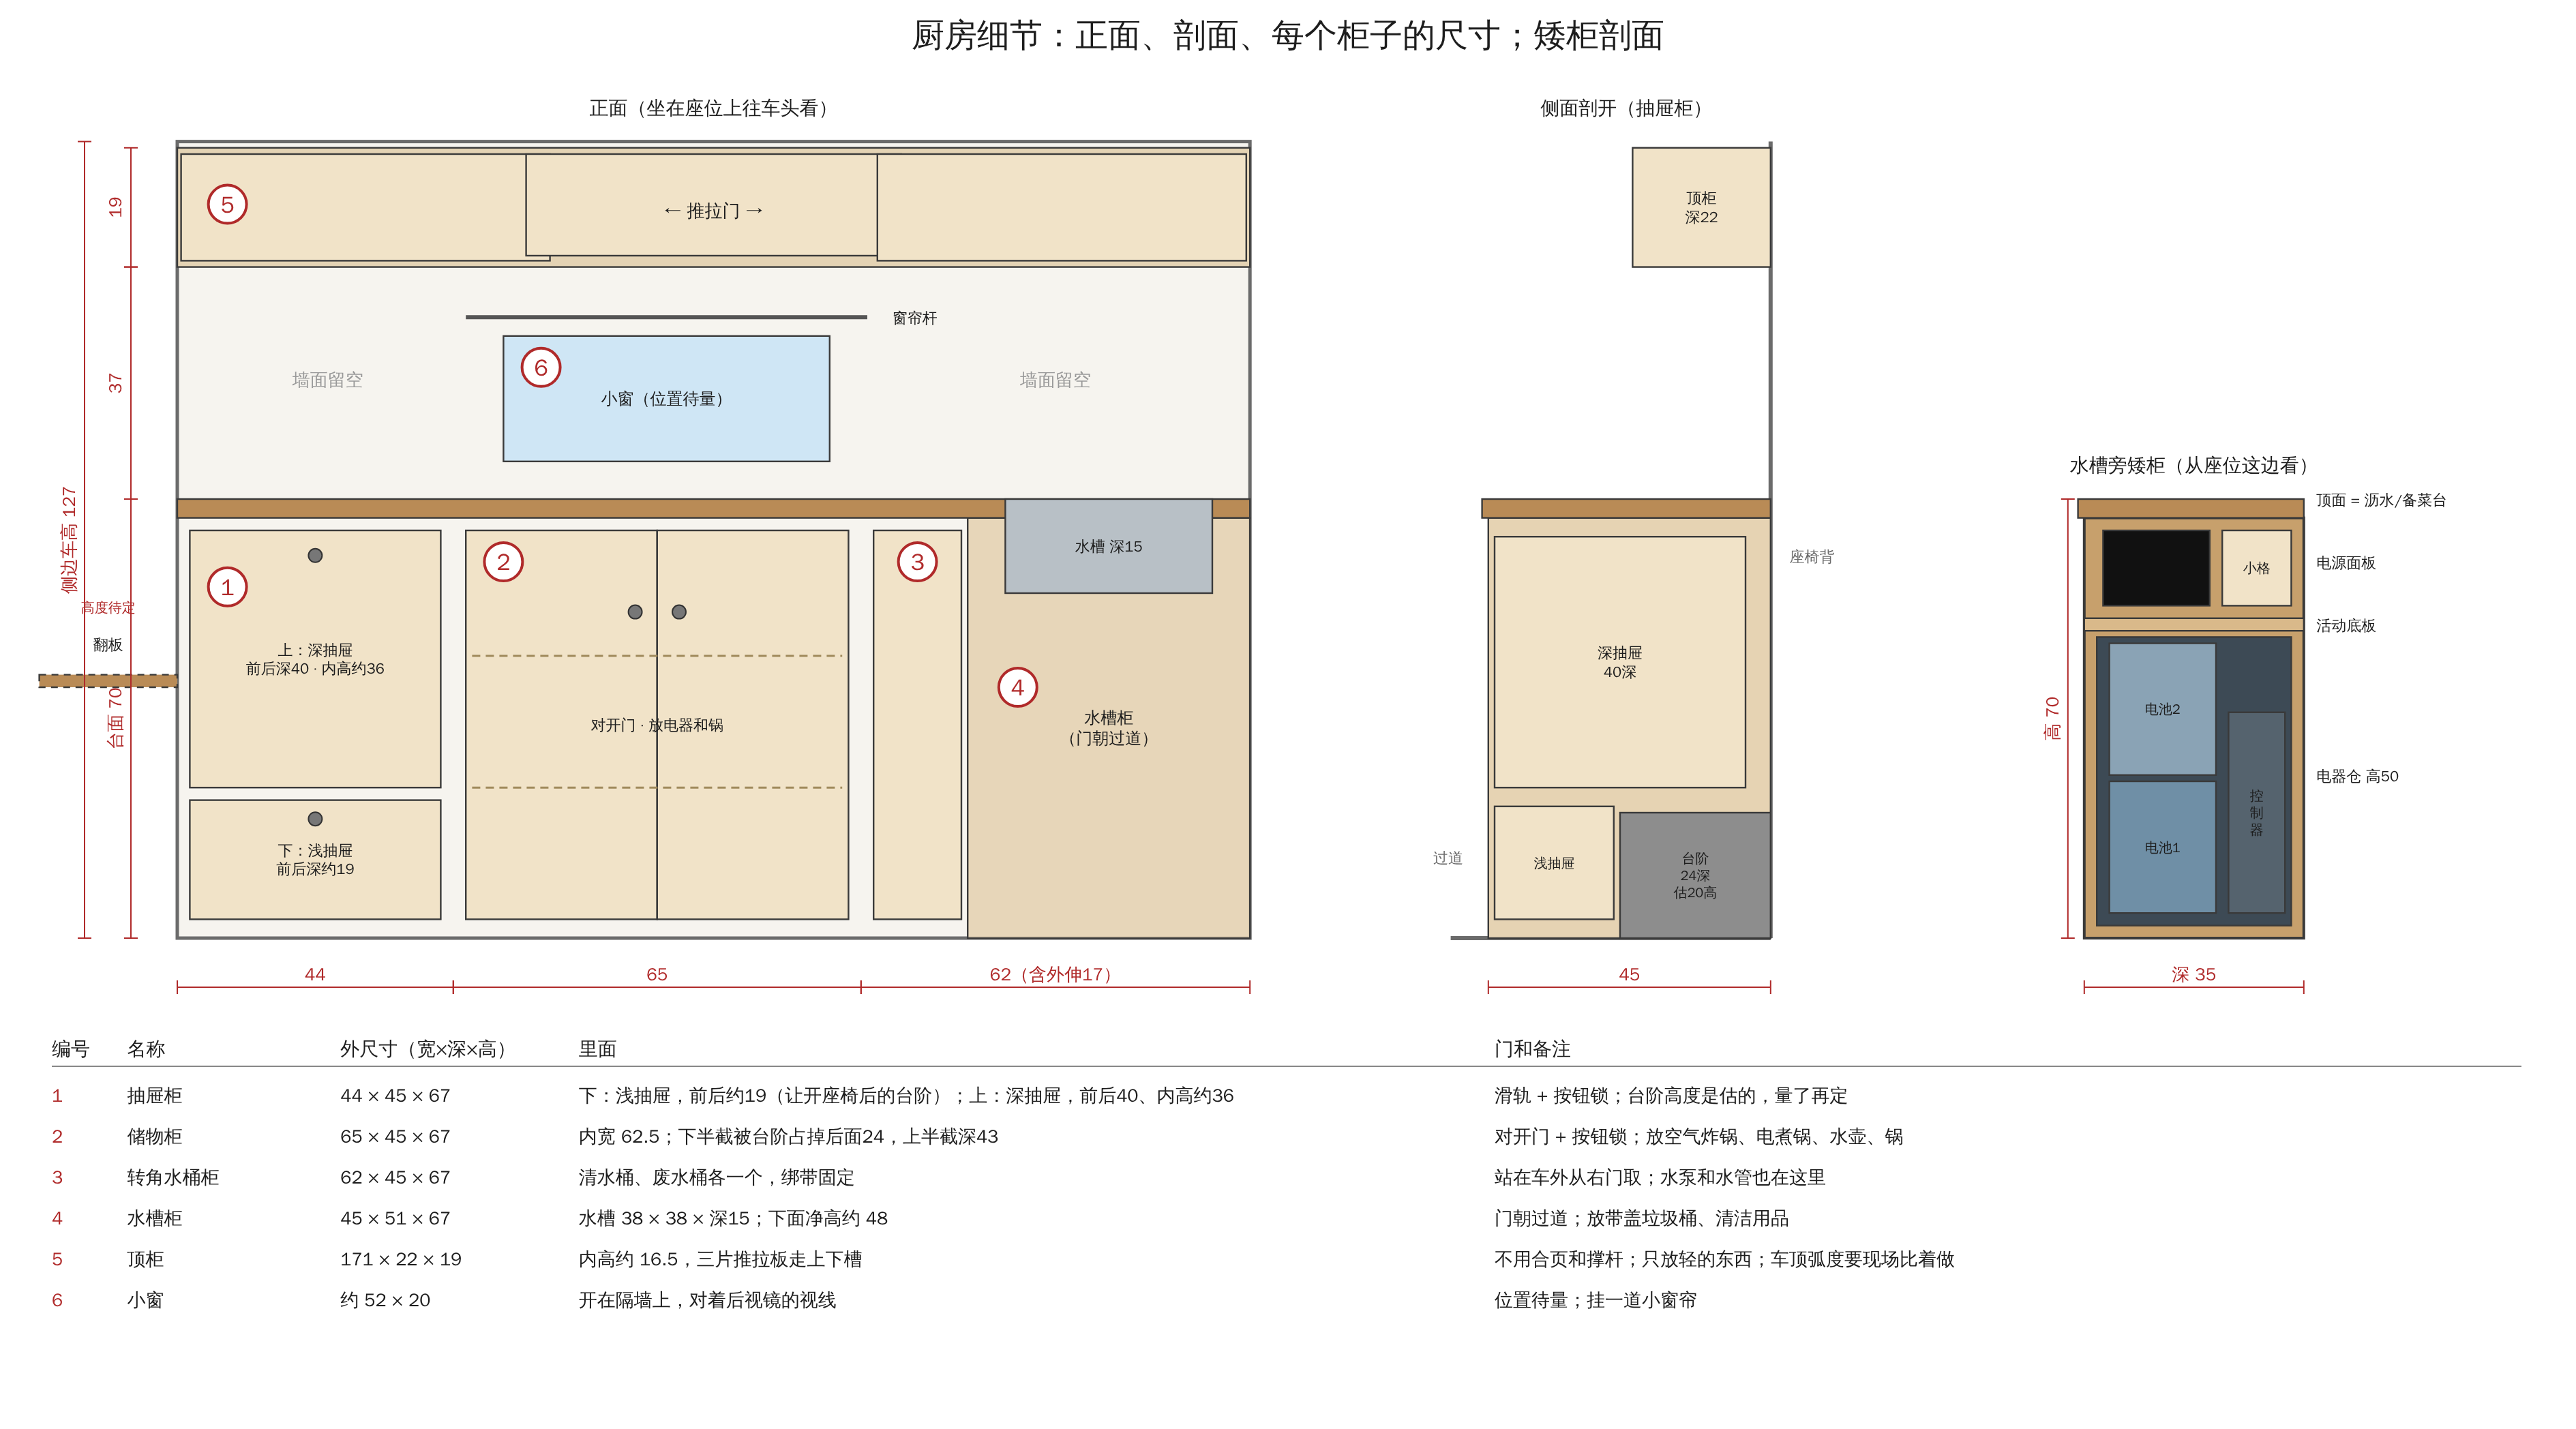 厨房细节：正面、剖面、每个柜子的尺寸；矮柜剖面
正面（坐在座位上往车头看）
侧面剖开（抽屉柜）
19
5
← 推拉门 →
顶柜
深22
窗帘杆
37
墙面留空
6
小窗（位置待量）
墙面留空
水槽旁矮柜（从座位这边看）
侧边车高 127
台面 70
高度待定
翻板
1
上：深抽屉
前后深40 · 内高约36
下：浅抽屉
前后深约19
2
对开门 · 放电器和锅
3
水槽 深15
4
水槽柜
（门朝过道）
深抽屉
40深
座椅背
过道
浅抽屉
台阶
24深
估20高
顶面 = 沥水/备菜台
小格
电源面板
活动底板
高 70
电池2
控
制
器
电器仓 高50
电池1
44
65
62（含外伸17）
45
深 35
编号 名称 外尺寸（宽×深×高） 里面 门和备注
1 抽屉柜 44 × 45 × 67 下：浅抽屉，前后约19（让开座椅后的台阶）；上：深抽屉，前后40、内高约36 滑轨 + 按钮锁；台阶高度是估的，量了再定
2 储物柜 65 × 45 × 67 内宽 62.5；下半截被台阶占掉后面24，上半截深43 对开门 + 按钮锁；放空气炸锅、电煮锅、水壶、锅
3 转角水桶柜 62 × 45 × 67 清水桶、废水桶各一个，绑带固定 站在车外从右门取；水泵和水管也在这里
4 水槽柜 45 × 51 × 67 水槽 38 × 38 × 深15；下面净高约 48 门朝过道；放带盖垃圾桶、清洁用品
5 顶柜 171 × 22 × 19 内高约 16.5，三片推拉板走上下槽 不用合页和撑杆；只放轻的东西；车顶弧度要现场比着做
6 小窗 约 52 × 20 开在隔墙上，对着后视镜的视线 位置待量；挂一道小窗帘